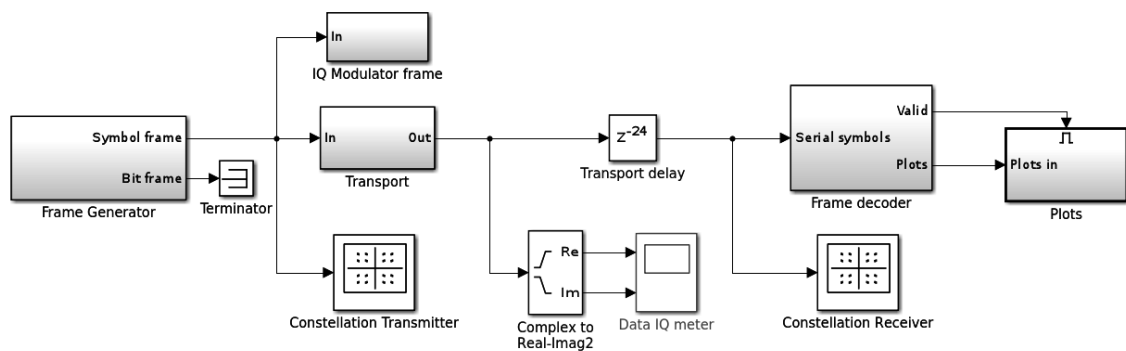 In
IQ Modulator frame
Symbol frame
Bit frame
Frame Generator
Terminator
In
Out
Transport
z-24
Transport delay
Serial symbols
Valid
Plots
Frame decoder
Plots in
Plots
Constellation Transmitter
Re
Im
Complex to
Real-Imag2
Data IQ meter
Constellation Receiver